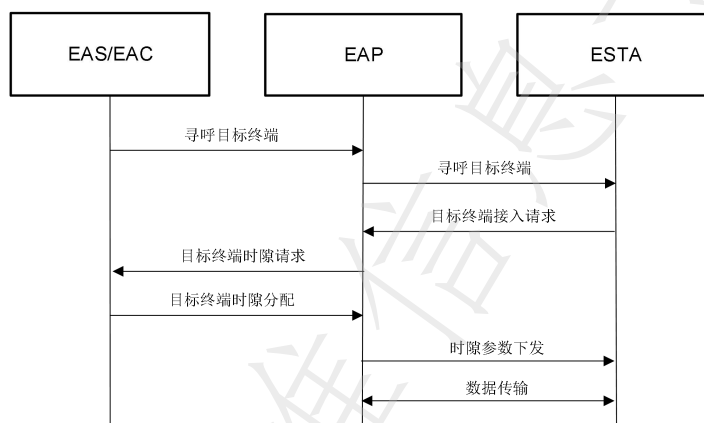 EAS/EAC
EAP
ESTA
寻呼目标终端
寻呼目标终端
目标终端接入请求
目标终端时隙请求
目标终端时隙分配
时隙参数下发
数据传输